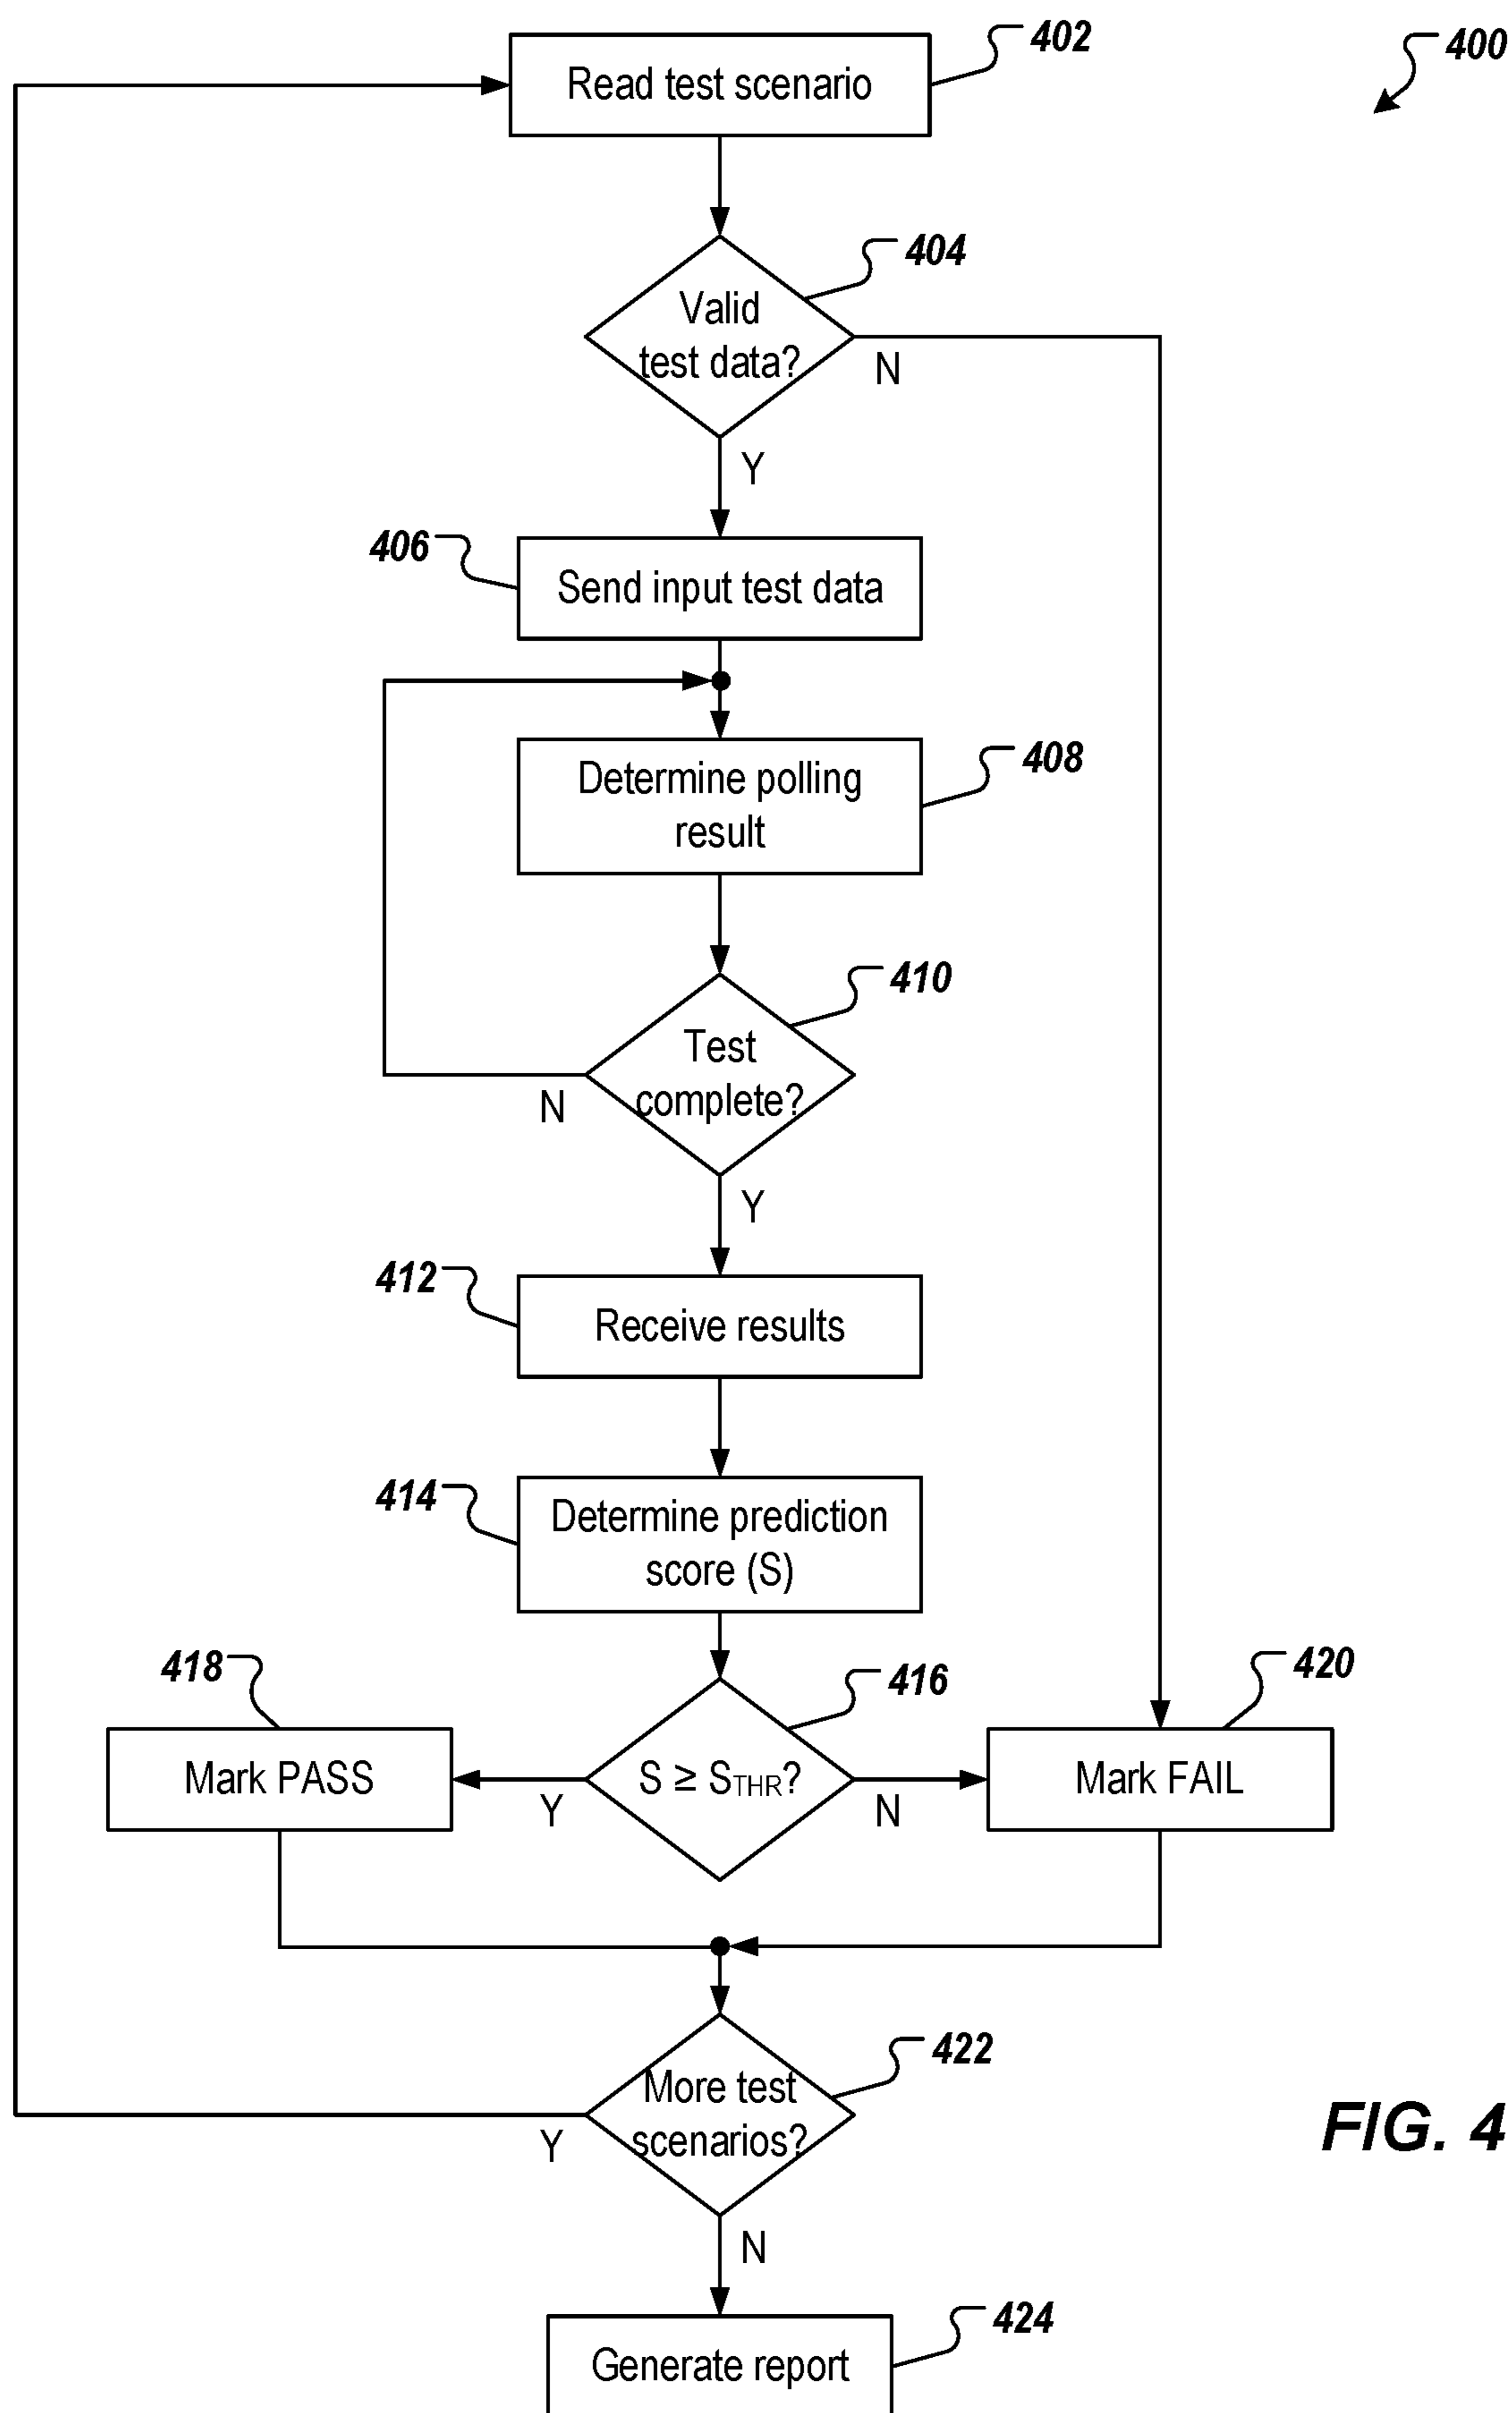 402
400
Read test scenario
404
Valid
test data?
N
Y
406
Send input test data
408
Determine polling
result
410
Test
complete?
N
Y
412
Receive results
414
Determine prediction
score (S)
418
416
420
Mark PASS
S ≥ STHR?
Mark FAIL
Y
N
422
More test
scenarios?
Y
FIG. 4
N
424
Generate report